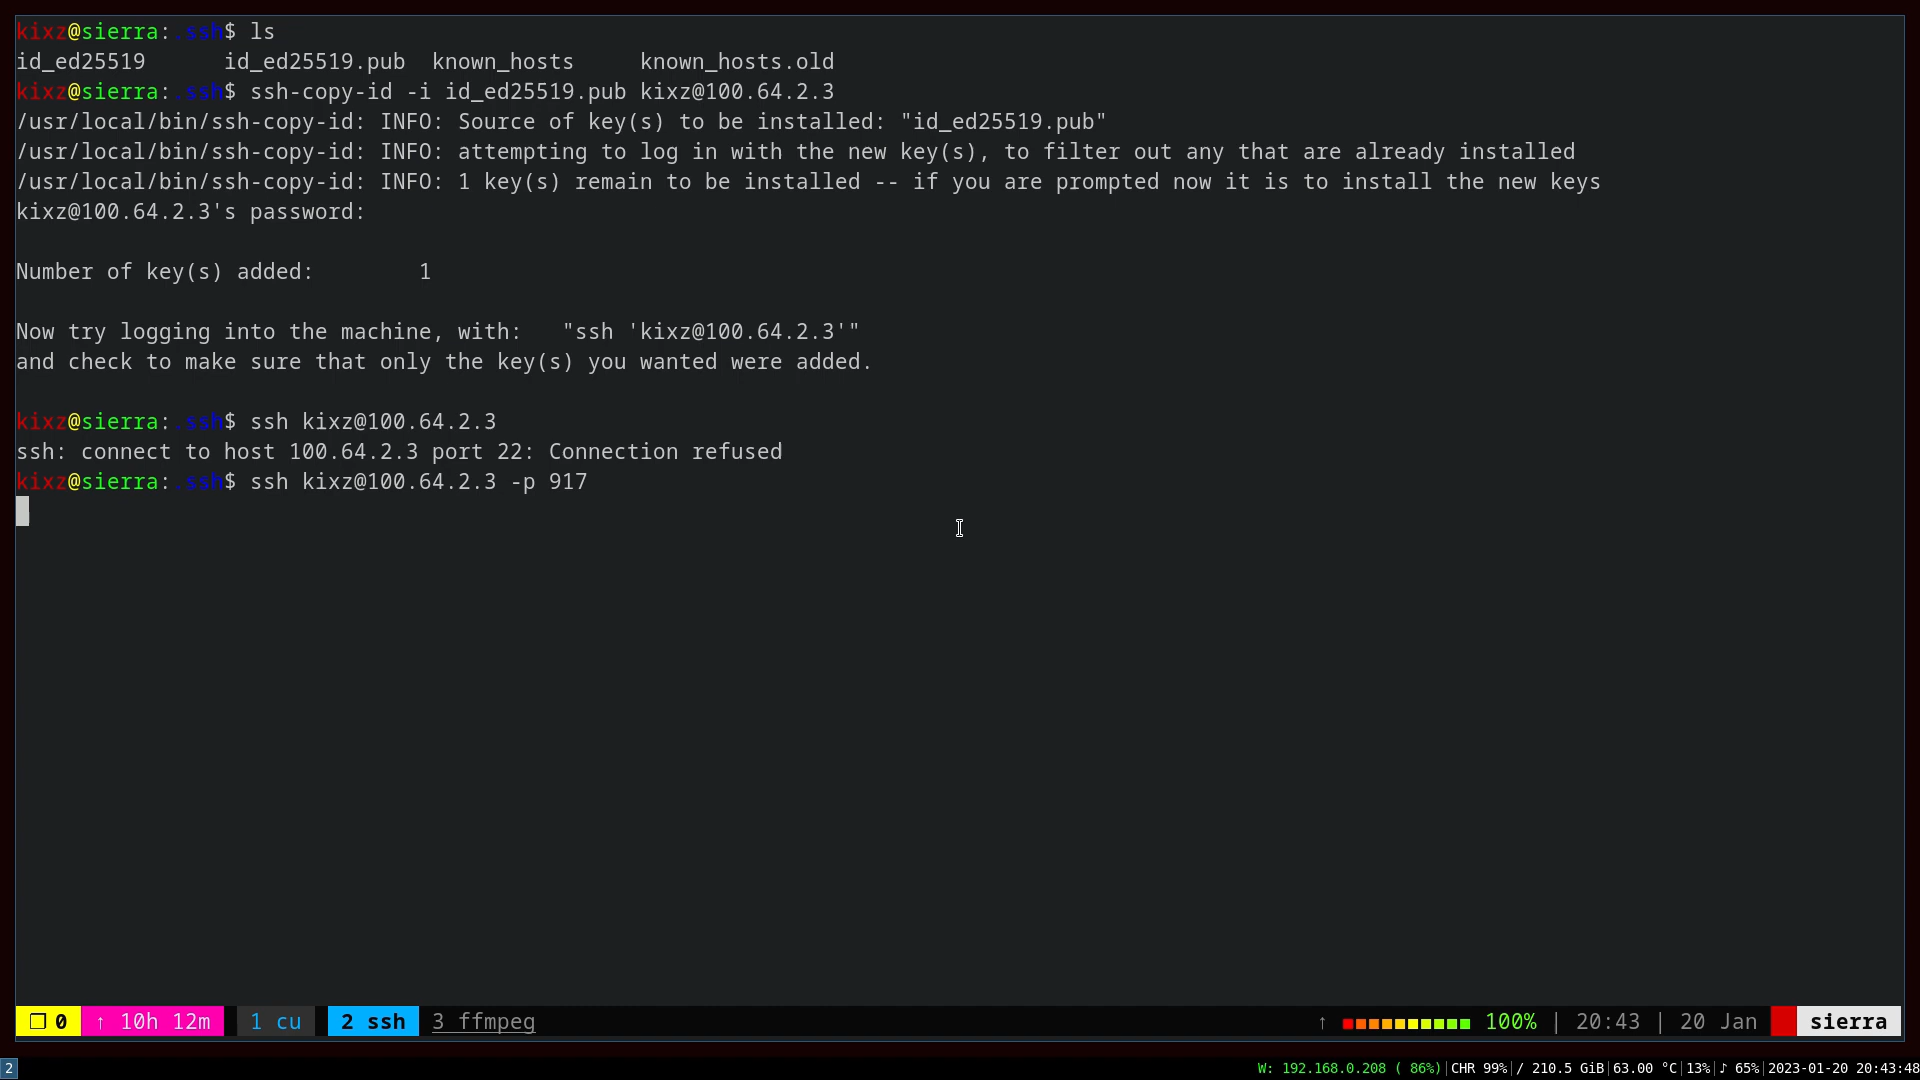 kixz@sierra:.ssh$ ls
id_ed25519      id_ed25519.pub  known_hosts     known_hosts.old
kixz@sierra:.ssh$ ssh-copy-id -i id_ed25519.pub kixz@100.64.2.3
/usr/local/bin/ssh-copy-id: INFO: Source of key(s) to be installed: "id_ed25519.pub"
/usr/local/bin/ssh-copy-id: INFO: attempting to log in with the new key(s), to filter out any that are already installed
/usr/local/bin/ssh-copy-id: INFO: 1 key(s) remain to be installed -- if you are prompted now it is to install the new keys
kixz@100.64.2.3's password:
Number of key(s) added:        1
Now try logging into the machine, with:   "ssh 'kixz@100.64.2.3'"
and check to make sure that only the key(s) you wanted were added.
kixz@sierra:.ssh$ ssh kixz@100.64.2.3
ssh: connect to host 100.64.2.3 port 22: Connection refused
kixz@sierra:.ssh$ ssh kixz@100.64.2.3 -p 917
❐ 0 ↑ 10h 12m 1 cu 2 ssh 3 ffmpeg ↑ 100% | 20:43 | 20 Jan sierra
2 W: 192.168.0.208 ( 86%)|CHR 99%|/ 210.5 GiB|63.00 °C|13%|♪ 65%|2023-01-20 20:43:48